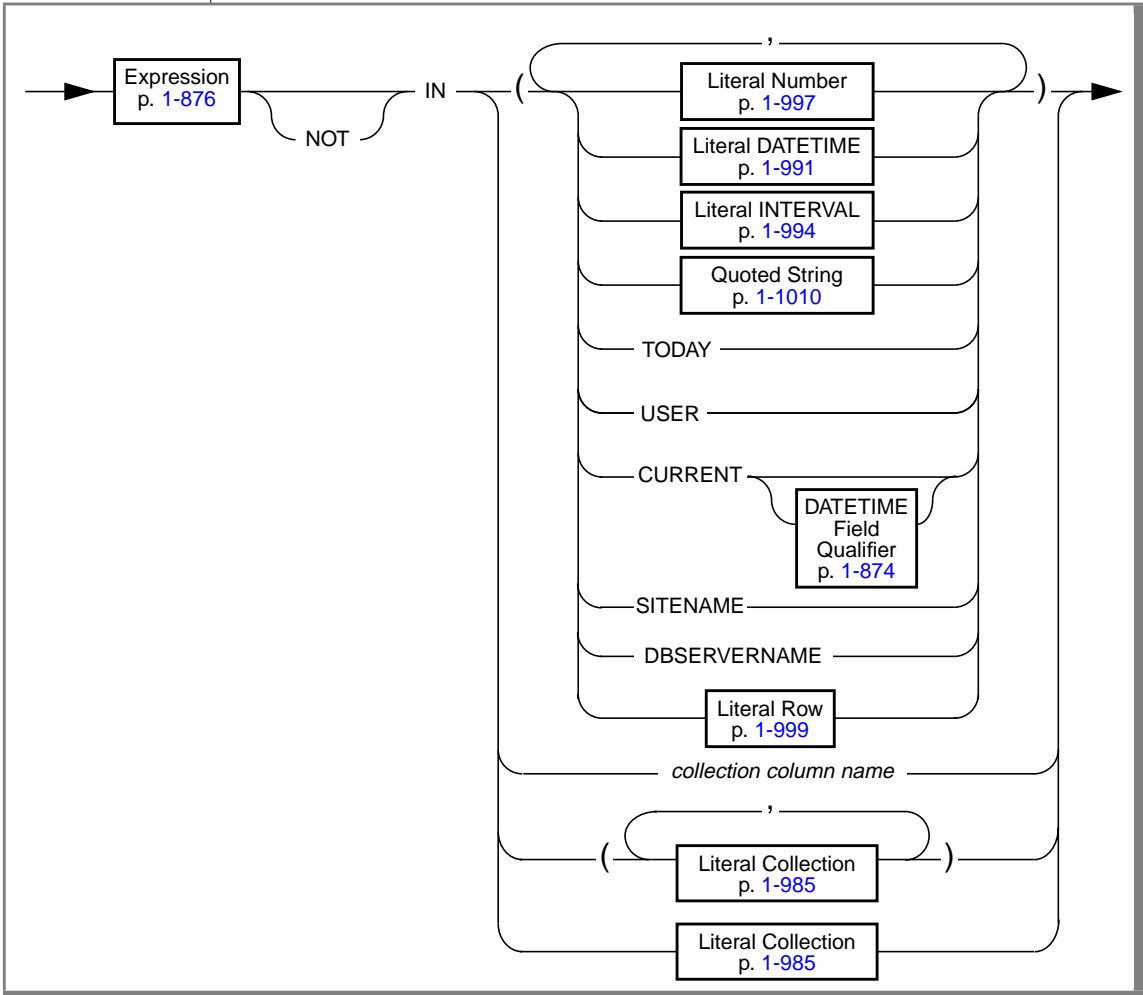 ,
Expression
p. 1-876
NOT
IN
(
Literal Number
p. 1-997
)
Literal DATETIME
p. 1-991
Literal INTERVAL
p. 1-994
Quoted String
p. 1-1010
TODAY
USER
CURRENT
DATETIME
Field
Qualifier
p. 1-874
SITENAME
DBSERVERNAME
Literal Row
p. 1-999
collection column name
,
(
Literal Collection
p. 1-985
)
Literal Collection
p. 1-985